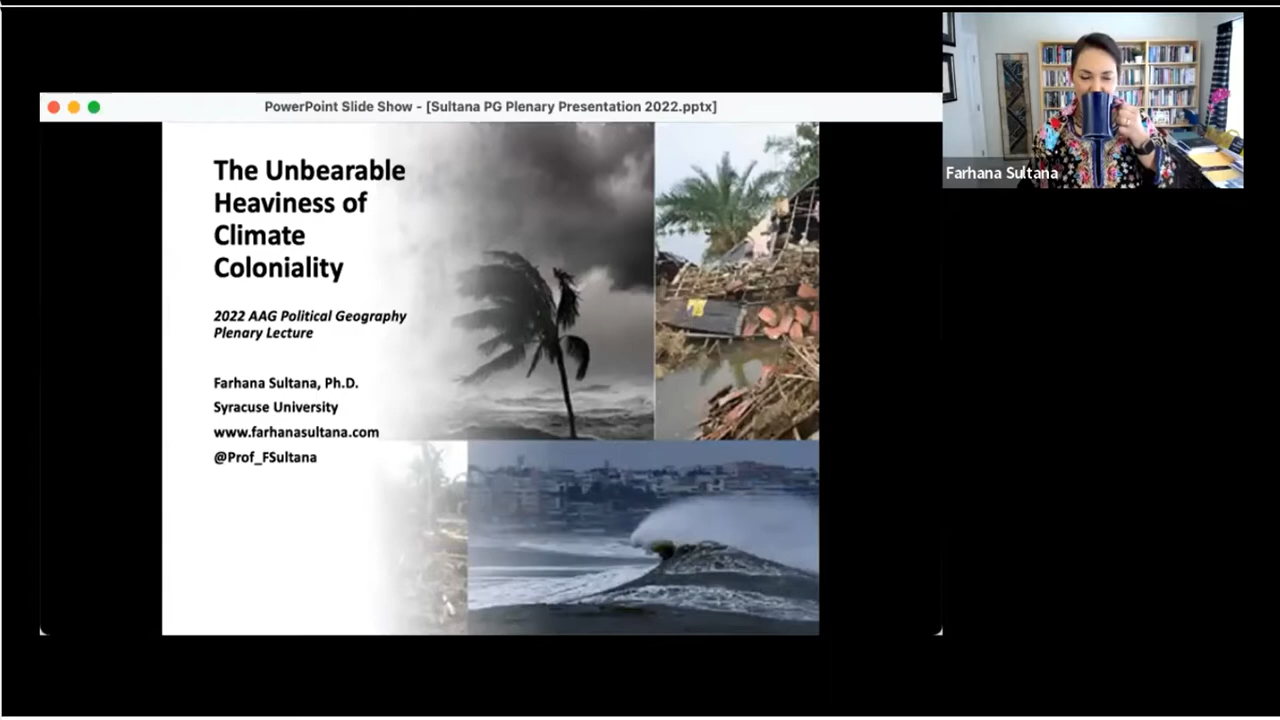 PowerPoint Slide Show - [Sultana PG Plenary Presentation 2022.pptx]
The Unbearable
Heaviness of
Climate
Coloniality
2022 AAG Political Geography
Plenary Lecture
Farhana Sultana, Ph.D.
Syracuse University
www.farhanasultana.com
@Prof_FSultana
Farhana Sultana